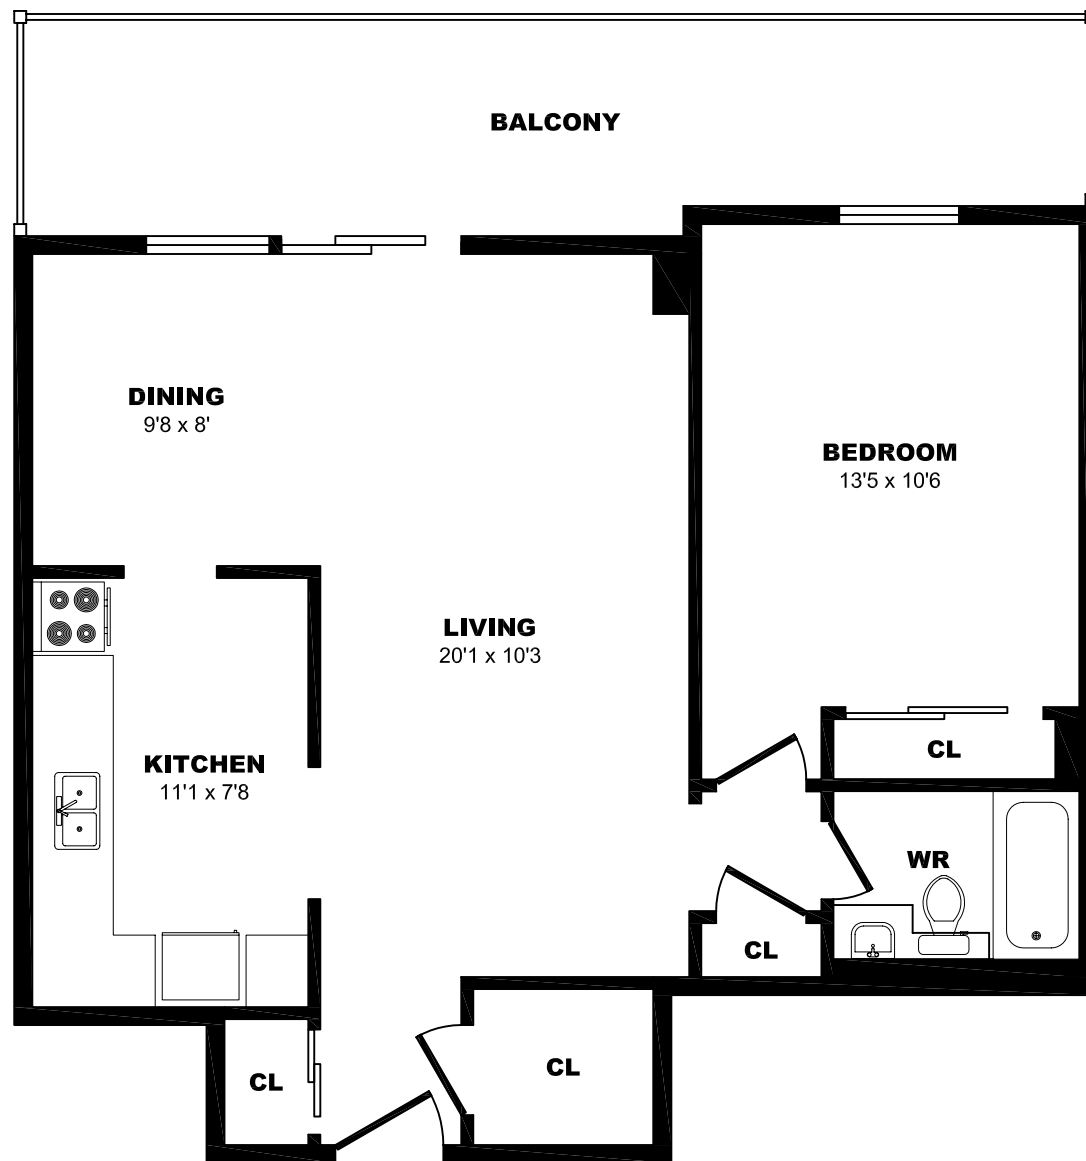 BALCONY
DINING
9'8 x 8'
BEDROOM
13'5 x 10'6
LIVING
20'1 x 10'3
KITCHEN
11'1 x 7'8
CL
WR
CL
CL
CL